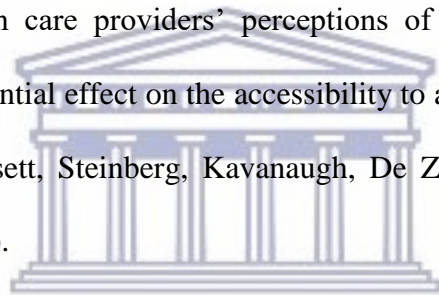 care providers' perceptions of
ntial effect on the accessibility to a
sett, Steinberg, Kavanaugh, De Z